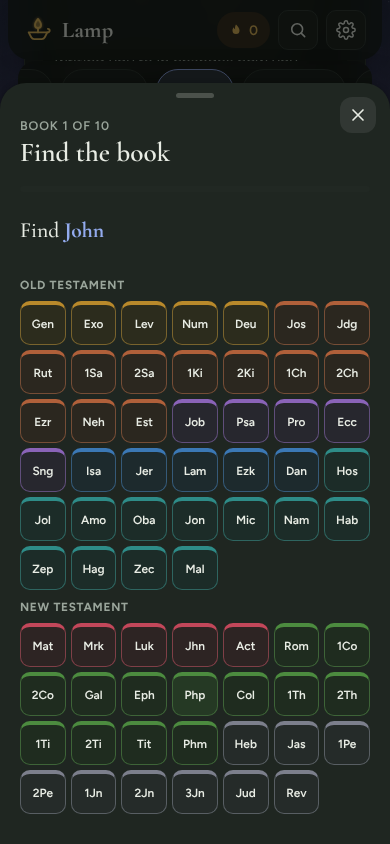 Lamp
0
BOOK 1 OF 10
Find the book
Find John
OLD TESTAMENT
Gen Exo Lev Num Deu Jos Jdg
Rut 1Sa 2Sa 1Ki 2Ki 1Ch 2Ch
Ezr Neh Est Job Psa Pro Ecc
Sng Isa Jer Lam Ezk Dan Hos
Jol Amo Oba Jon Mic Nam Hab
Zep Hag Zec Mal
NEW TESTAMENT
Mat Mrk Luk Jhn Act Rom 1Co
2Co Gal Eph Php Col 1Th 2Th
1Ti 2Ti Tit Phm Heb Jas 1Pe
2Pe 1Jn 2Jn 3Jn Jud Rev